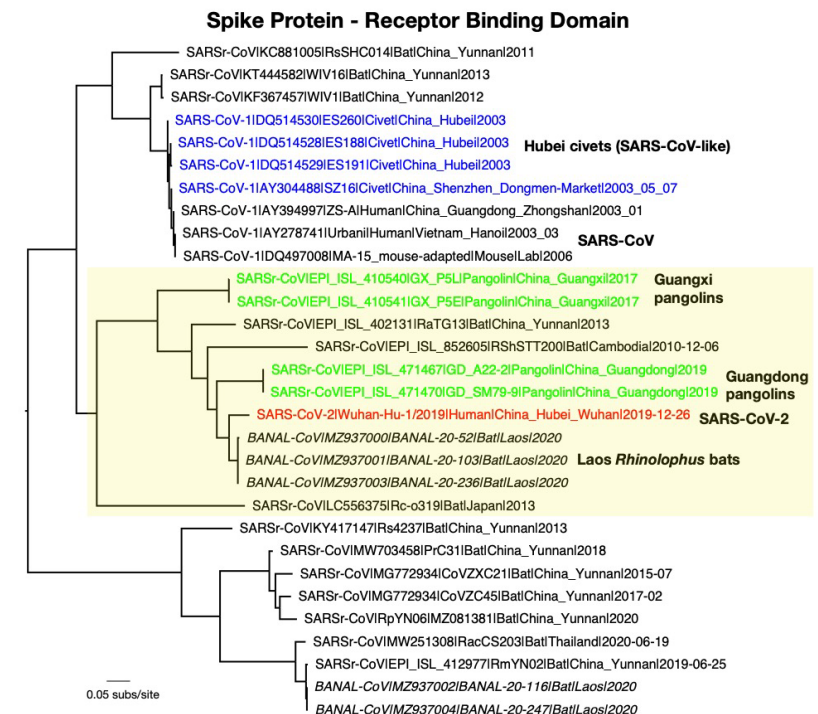 Spike Protein - Receptor Binding Domain
SARSr-CoV|KC881005|RsSHC014|Bat|China_Yunnan|2011
SARSr-CoV|KT444582|WIV16|Bat|China_Yunnan|2013
SARSr-CoV|KF367457|WIV1|Bat|China_Yunnan|2012
SARS-CoV-1|DQ514530|ES260|Civet|China_Hubei|2003
SARS-CoV-1|DQ514528|ES188|Civet|China_Hubei|2003
Hubei civets (SARS-CoV-like)
SARS-CoV-1|DQ514529|ES191|Civet|China_Hubei|2003
SARS-CoV-1|AY304488|SZ16|Civet|China_Shenzhen_Dongmen-Market|2003_05_07
SARS-CoV-1|AY394997|ZS-A|Human|China_Guangdong_Zhongshan|2003_01
SARS-CoV-1|AY278741|Urbani|Human|Vietnam_Hanoi|2003_03
SARS-CoV
SARS-CoV-1|DQ497008|MA-15_mouse-adapted|Mouse|Lab|2006
SARSr-CoV|EPI_ISL_410540|GX_P5L|Pangolin|China_Guangxi|2017
Guangxi
pangolins
SARSr-CoV|EPI_ISL_410541|GX_P5E|Pangolin|China_Guangxi|2017
SARSr-CoV|EPI_ISL_402131|RaTG13|Bat|China_Yunnan|2013
SARSr-CoV|EPI_ISL_852605|RShSTT200|Bat|Cambodia|2010-12-06
SARSr-CoV|EPI_ISL_471467|GD_A22-2|Pangolin|China_Guangdong|2019
Guangdong
pangolins
SARSr-CoV|EPI_ISL_471470|GD_SM79-9|Pangolin|China_Guangdong|2019
SARS-CoV-2|Wuhan-Hu-1/2019|Human|China_Hubei_Wuhan|2019-12-26
SARS-CoV-2
BANAL-CoV|MZ937000|BANAL-20-52|Bat|Laos|2020
BANAL-CoV|MZ937001|BANAL-20-103|Bat|Laos|2020
Laos Rhinolophus bats
BANAL-CoV|MZ937003|BANAL-20-236|Bat|Laos|2020
SARSr-CoV|LC556375|Rc-o319|Bat|Japan|2013
SARSr-CoV|KY417147|Rs4237|Bat|China_Yunnan|2013
SARSr-CoV|MW703458|PrC31|Bat|China_Yunnan|2018
SARSr-CoV|MG772934|CoVZXC21|Bat|China_Yunnan|2015-07
SARSr-CoV|MG772934|CoVZC45|Bat|China_Yunnan|2017-02
SARSr-CoV|RpYN06|MZ081381|Bat|China_Yunnan|2020
SARSr-CoV|MW251308|RacCS203|Bat|Thailand|2020-06-19
SARSr-CoV|EPI_ISL_412977|RmYN02|Bat|China_Yunnan|2019-06-25
BANAL-CoV|MZ937002|BANAL-20-116|Bat|Laos|2020
BANAL-CoV|MZ937004|BANAL-20-247|Bat|Laos|2020
0.05 subs/site